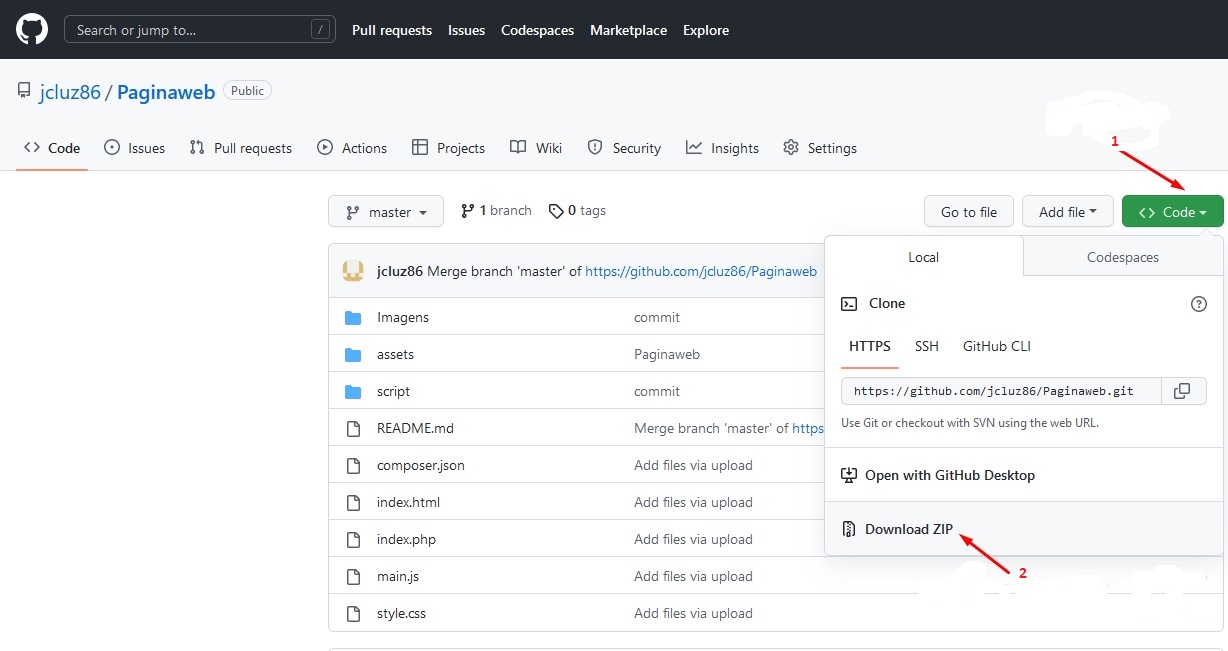 Search or jump to... / Pull requests Issues Codespaces Marketplace Explore
jcluz86 / Paginaweb Public
Code Issues Pull requests Actions Projects Wiki Security Insights Settings
1
master 1 branch 0 tags Go to file Add file <> Code
jcluz86 Merge branch 'master' of https://github.com/jcluz86/Paginaweb
Local Codespaces
Clone ?
HTTPS SSH GitHub CLI
https://github.com/jcluz86/Paginaweb.git
Use Git or checkout with SVN using the web URL.
Open with GitHub Desktop
Download ZIP
2
Imagens commit
assets Paginaweb
script commit
README.md Merge branch 'master' of https
composer.json Add files via upload
index.html Add files via upload
index.php Add files via upload
main.js Add files via upload
style.css Add files via upload